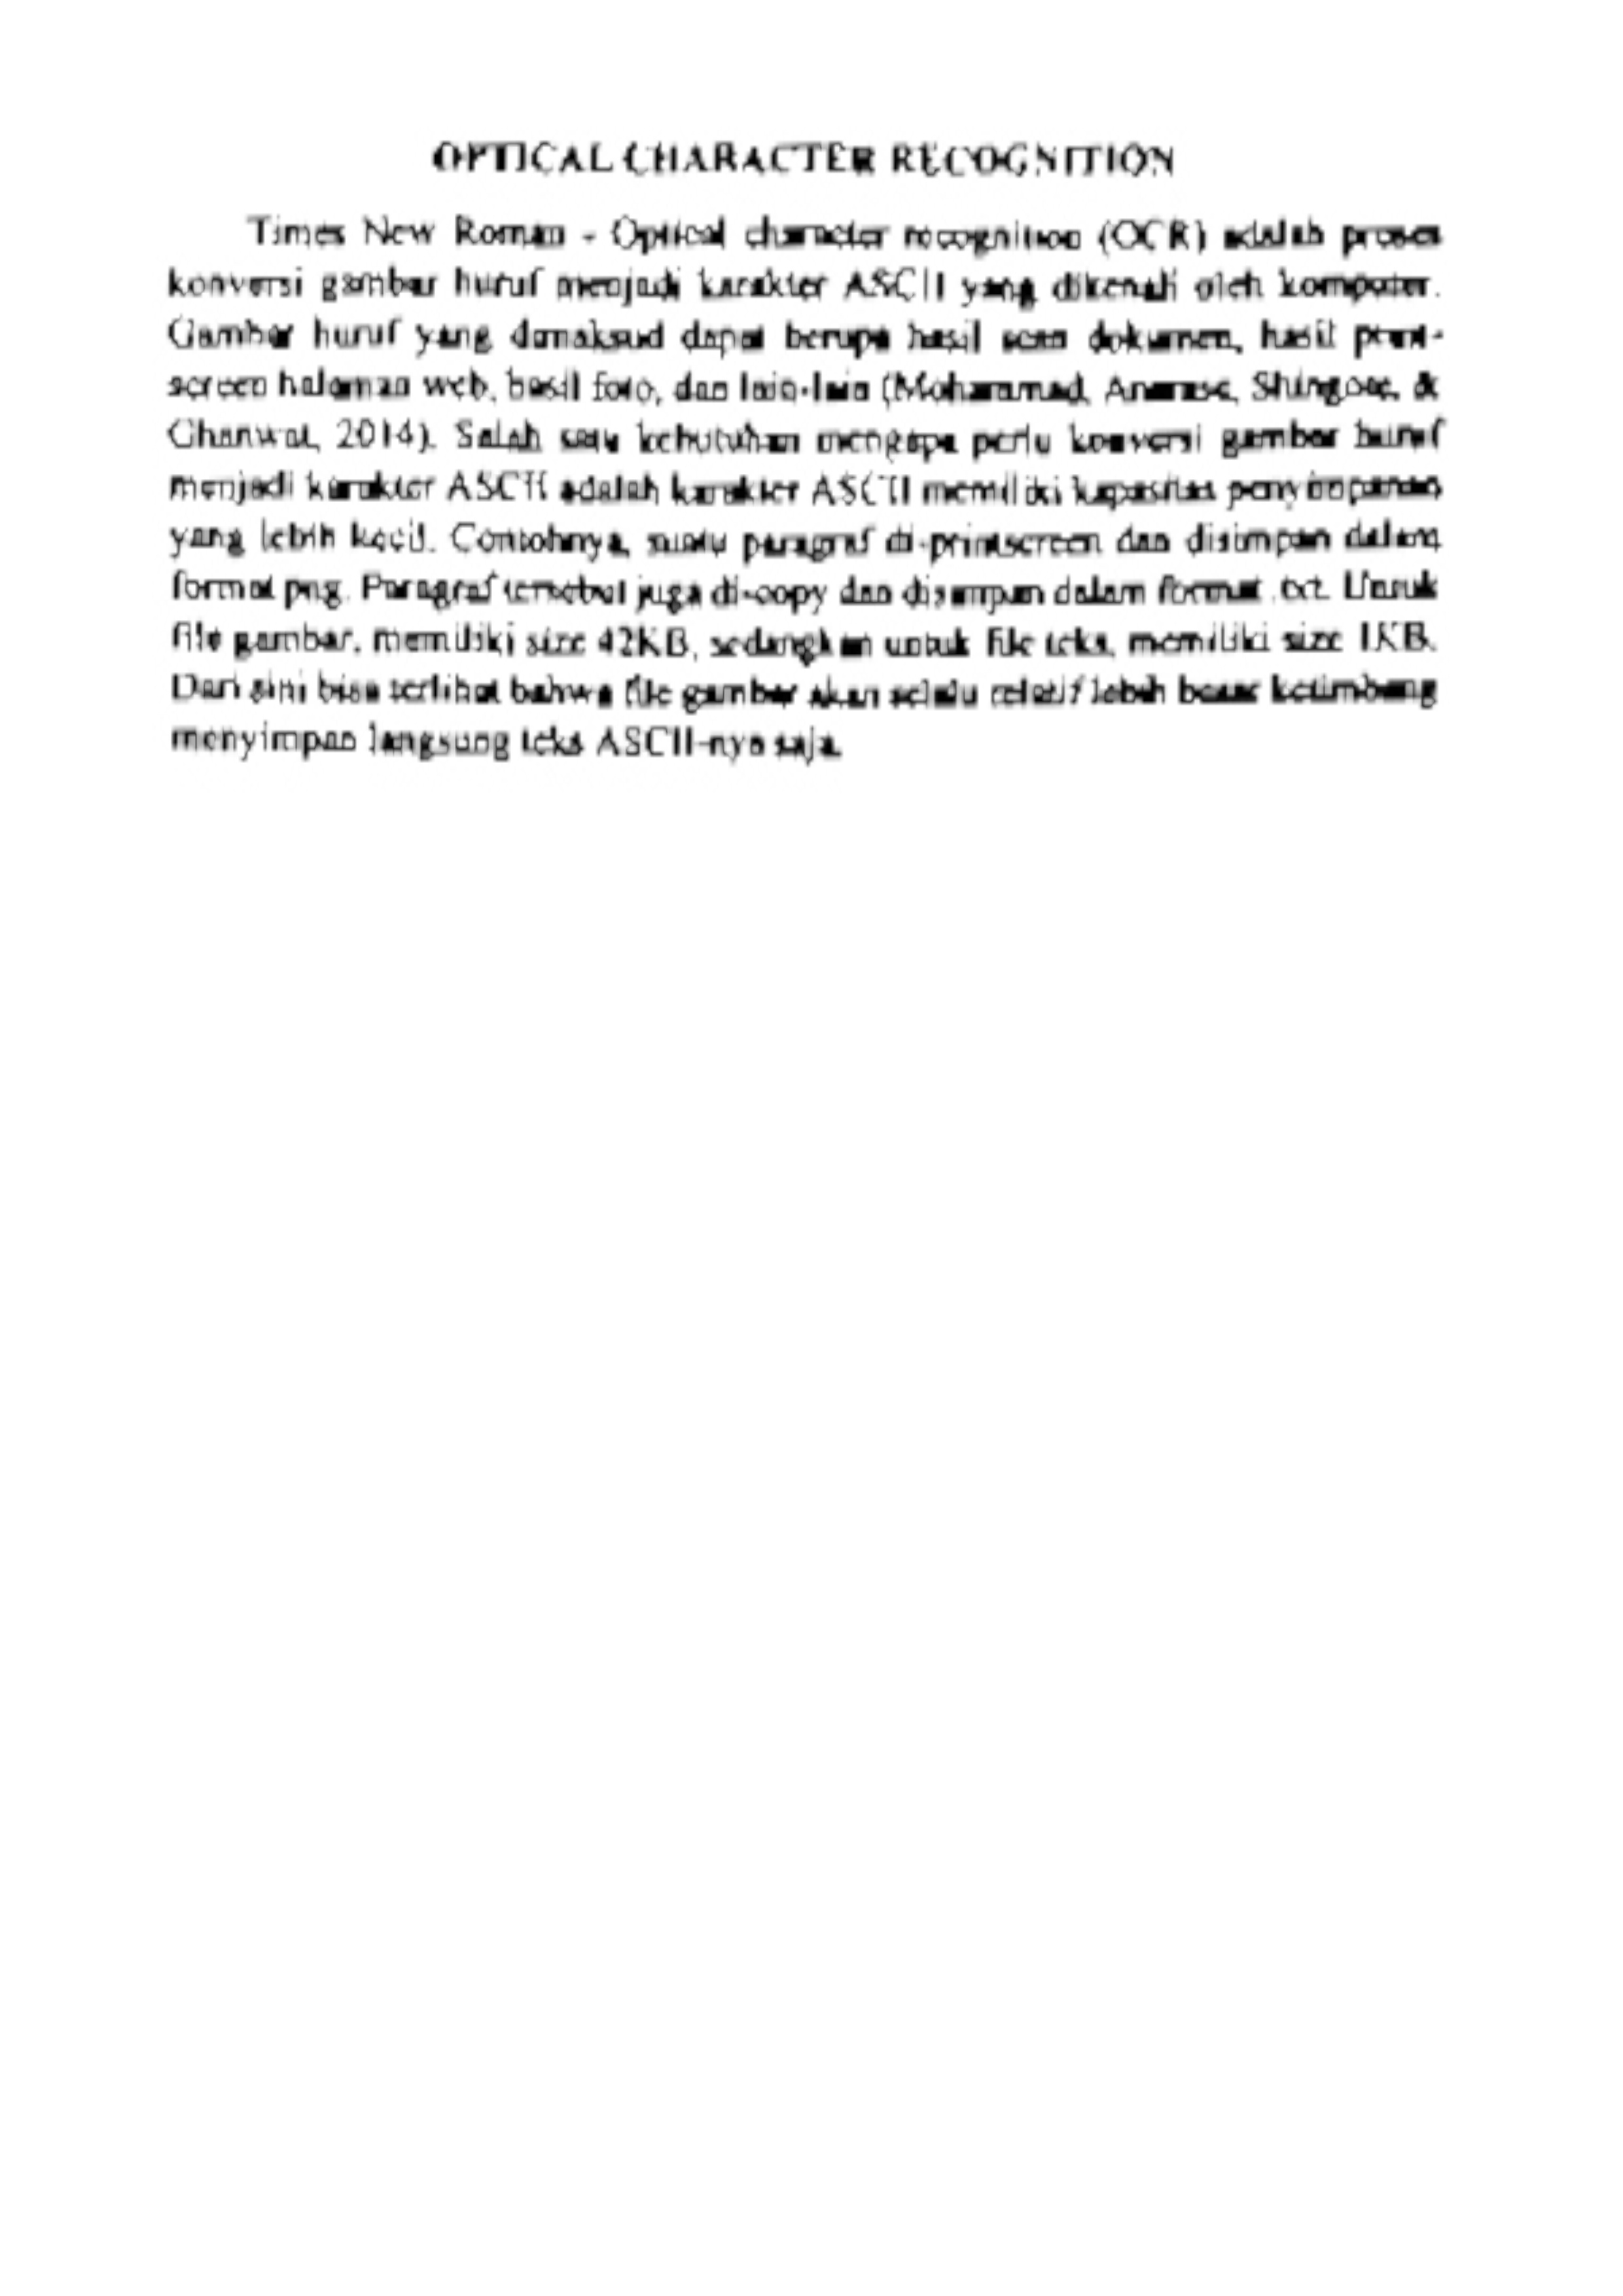 OPTICAL CHARACTER RECOGNITION
Times New Roman - Optical character recognition (OCR) adalah proses
konversi gambar huruf menjadi karakter ASCII yang dikenali oleh komputer.
Gambar huruf yang dimaksud dapat berupa hasil scan dokumen, hasil print-
screen halaman web, hasil foto, dan lain-lain (Mohammad, Anarase, Shingote, &
Ghanwat, 2014). Salah satu kebutuhan mengapa perlu konversi gambar huruf
menjadi karakter ASCII adalah karakter ASCII memiliki kapasitas penyimpanan
yang lebih kecil. Contohnya, suatu paragraf di-printscreen dan disimpan dalam
format png. Paragraf tersebut juga di-copy dan disimpan dalam format .txt. Untuk
file gambar, memiliki size 42KB, sedangkan untuk file teks, memiliki size 1KB.
Dari sini bisa terlihat bahwa file gambar akan selalu relatif lebih besar ketimbang
menyimpan langsung teks ASCII-nya saja.